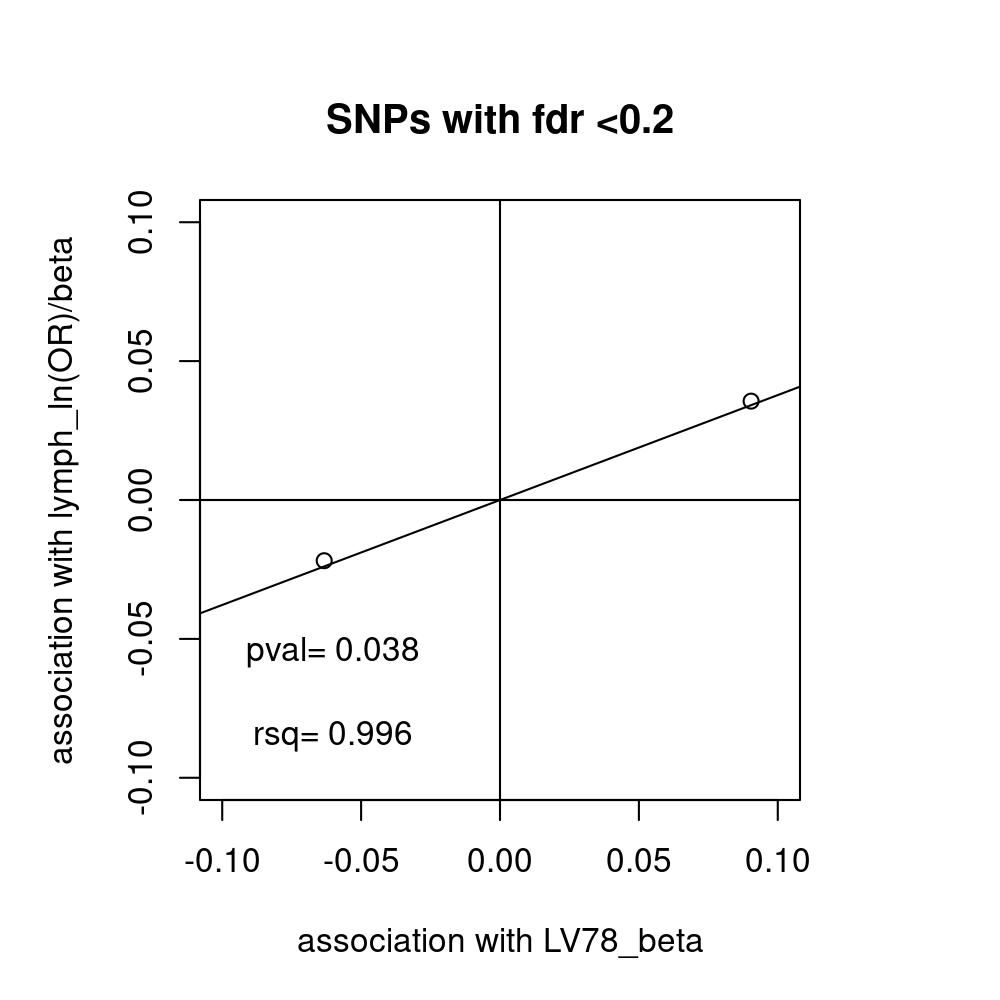 SNPs with fdr <0.2
association with lymph_ln(OR)/beta
0.10
0.05
0.00
-0.05
-0.10
pval= 0.038
rsq= 0.996
-0.10 -0.05 0.00 0.05 0.10
association with LV78_beta